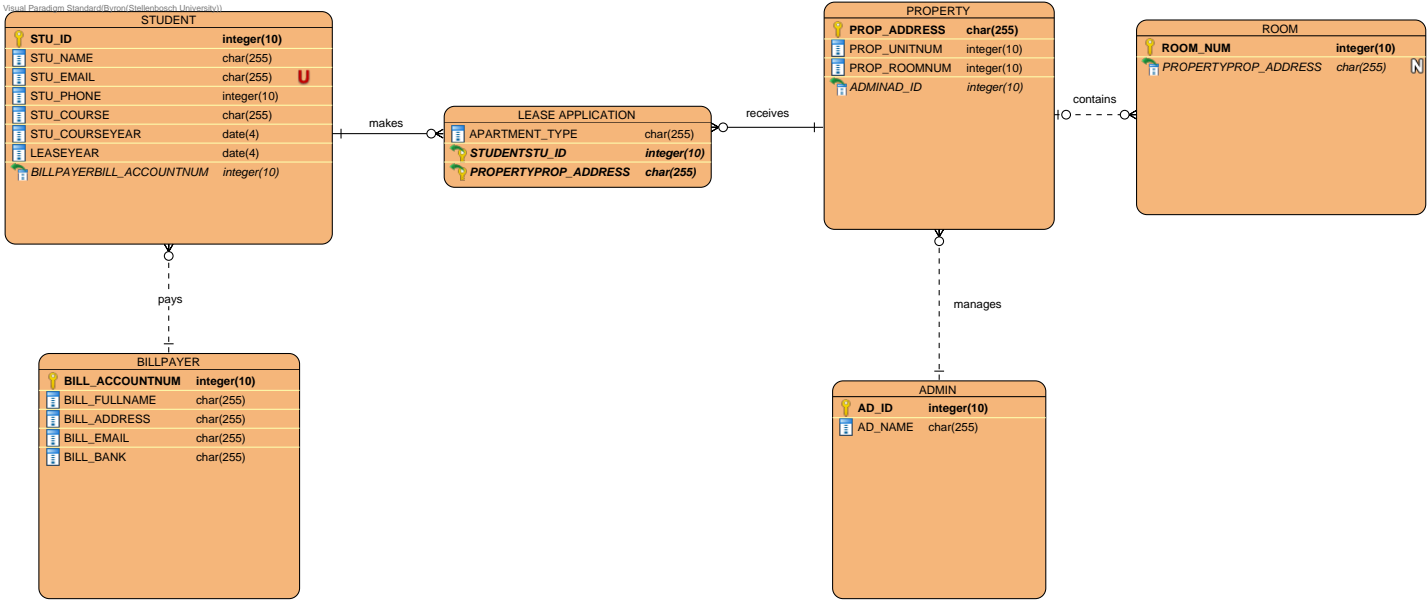 Visual Paradigm Standard(Byron(Stellenbosch University))
STUDENT
STU_ID integer(10)
STU_NAME char(255)
STU_EMAIL char(255) U
STU_PHONE integer(10)
STU_COURSE char(255)
STU_COURSEYEAR date(4)
LEASEYEAR date(4)
BILLPAYERBILL_ACCOUNTNUM integer(10)
makes
LEASE APPLICATION
APARTMENT_TYPE char(255)
STUDENTSTU_ID integer(10)
PROPERTYPROP_ADDRESS char(255)
receives
PROPERTY
PROP_ADDRESS char(255)
PROP_UNITNUM integer(10)
PROP_ROOMNUM integer(10)
ADMINAD_ID integer(10)
contains
ROOM
ROOM_NUM integer(10)
PROPERTYPROP_ADDRESS char(255) N
pays
manages
BILLPAYER
BILL_ACCOUNTNUM integer(10)
BILL_FULLNAME char(255)
BILL_ADDRESS char(255)
BILL_EMAIL char(255)
BILL_BANK char(255)
ADMIN
AD_ID integer(10)
AD_NAME char(255)